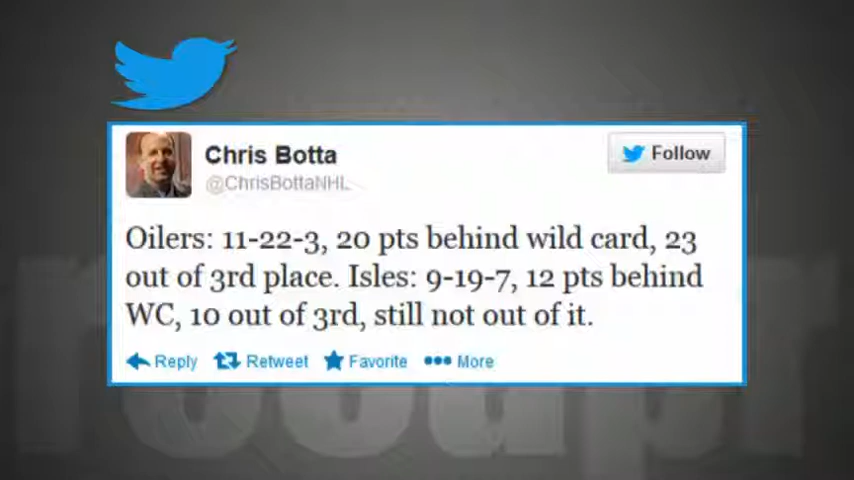 Chris Botta
@ChrisBottaNHL
Follow
Oilers: 11-22-3, 20 pts behind wild card, 23
out of 3rd place. Isles: 9-19-7, 12 pts behind
WC, 10 out of 3rd, still not out of it.
Reply Retweet Favorite More